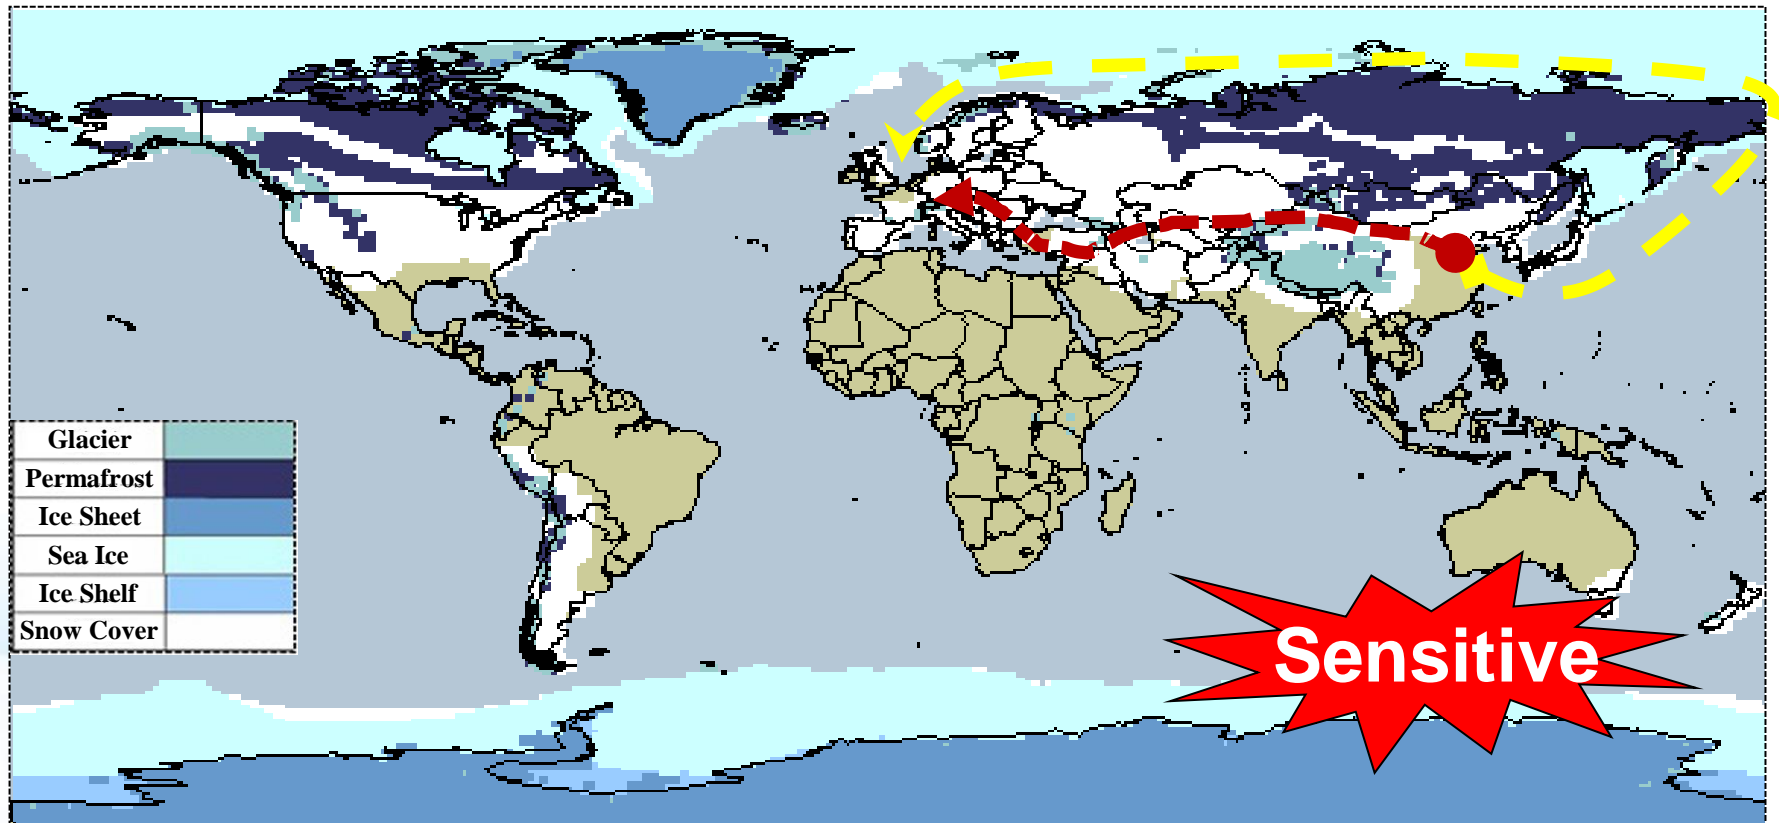 Glacier
Permafrost
Ice Sheet
Sea Ice
Ice Shelf
Snow Cover
Sensitive